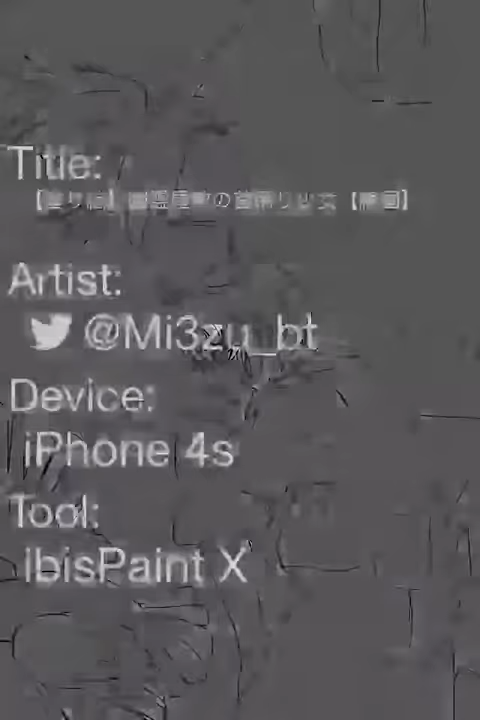 Title:
Artist:
@Mi3zu_bt
Device:
iPhone 4s
Tool:
ibisPaint X